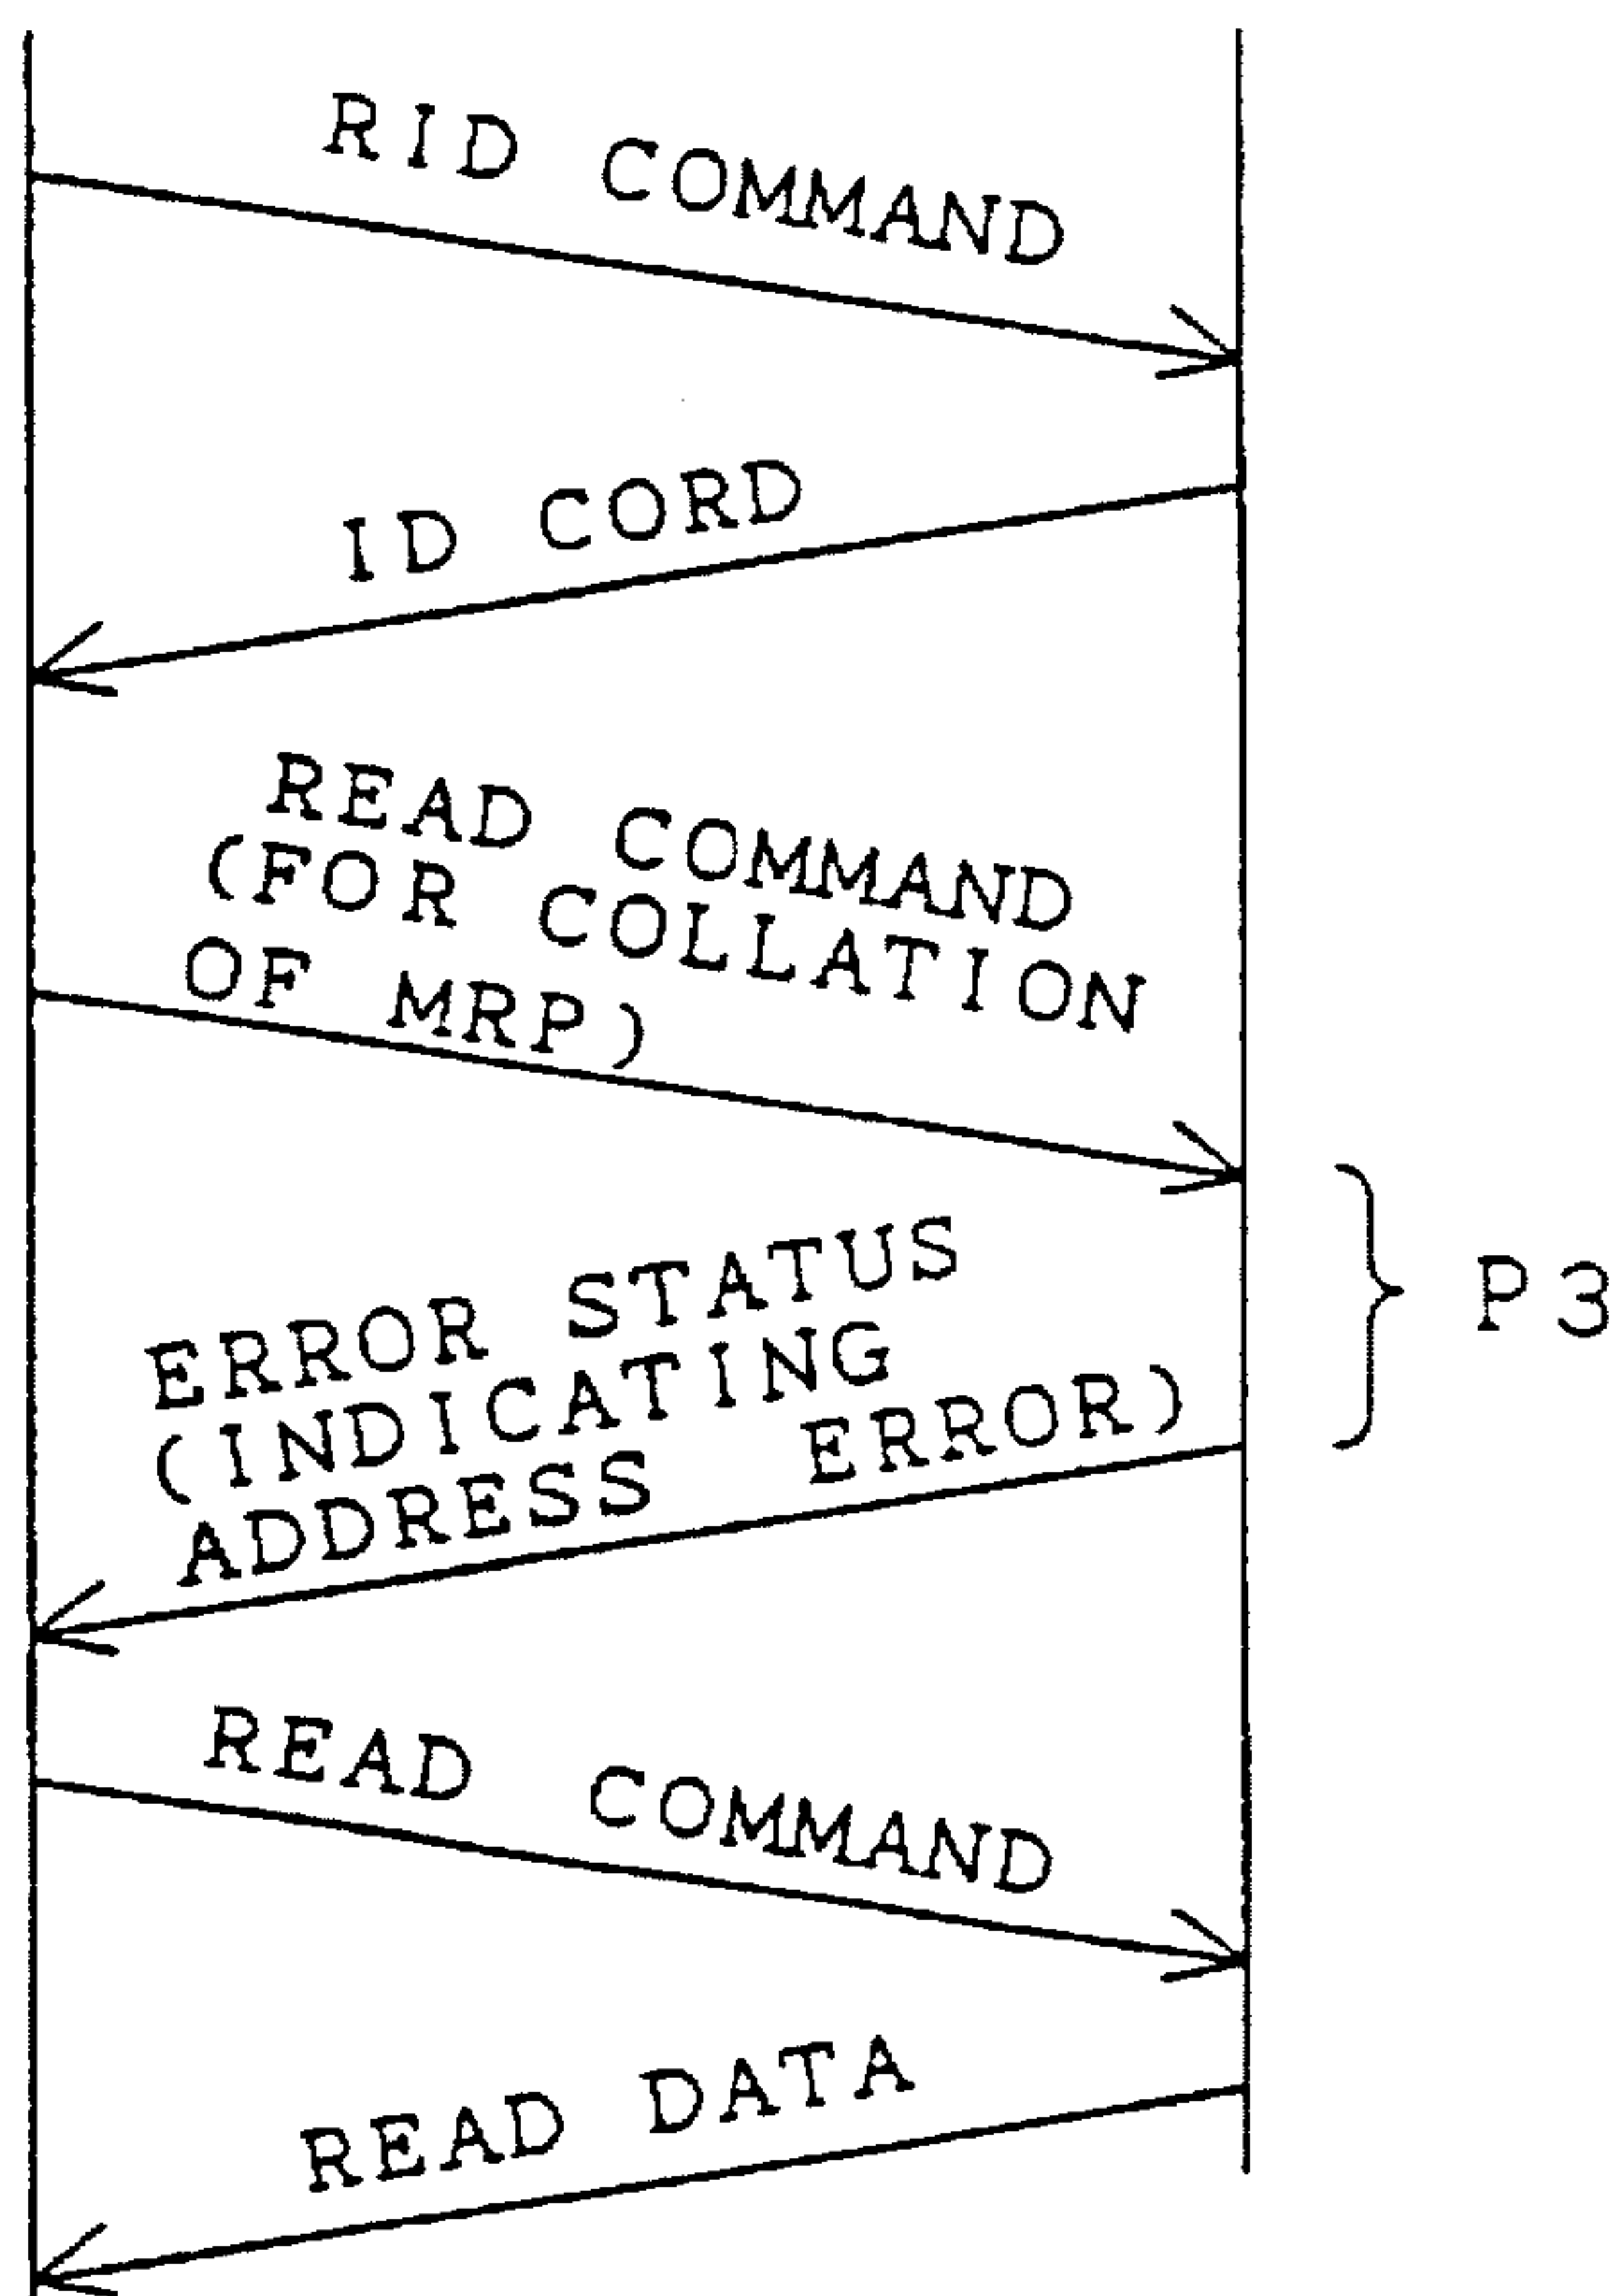 RID COMMAND
ID CORD
READ COMMAND
(FOR COLLATION
OF MRP)
P3
ERROR STATUS
(INDICATING
ADDRESS ERROR)
READ COMMAND
READ DATA